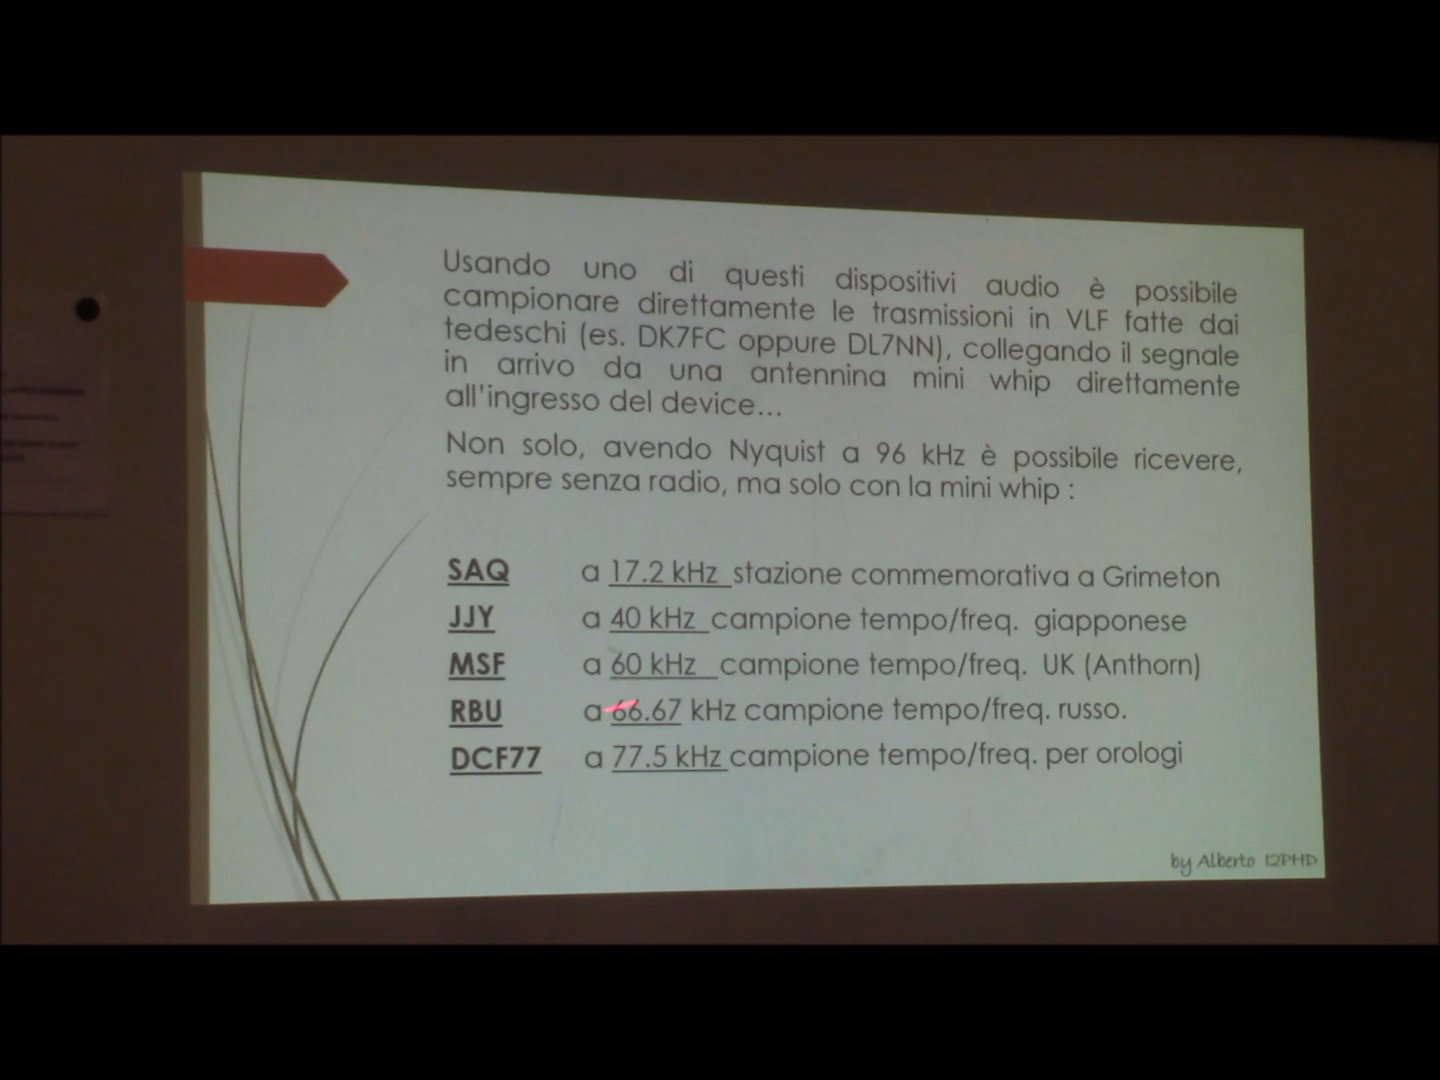 Usando uno di questi dispositivi audio è possibile
campionare direttamente le trasmissioni in VLF fatte dai
tedeschi (es. DK7FC oppure DL7NN), collegando il segnale
in arrivo da una antennina mini whip direttamente
all'ingresso del device...
Non solo, avendo Nyquist a 96 kHz è possibile ricevere,
sempre senza radio, ma solo con la mini whip :
SAQ a 17.2 kHz stazione commemorativa a Grimeton
JJY a 40 kHz campione tempo/freq. giapponese
MSF a 60 kHz campione tempo/freq. UK (Anthorn)
RBU a 66.67 kHz campione tempo/freq. russo.
DCF77 a 77.5 kHz campione tempo/freq. per orologi
by Alberto I2PHD